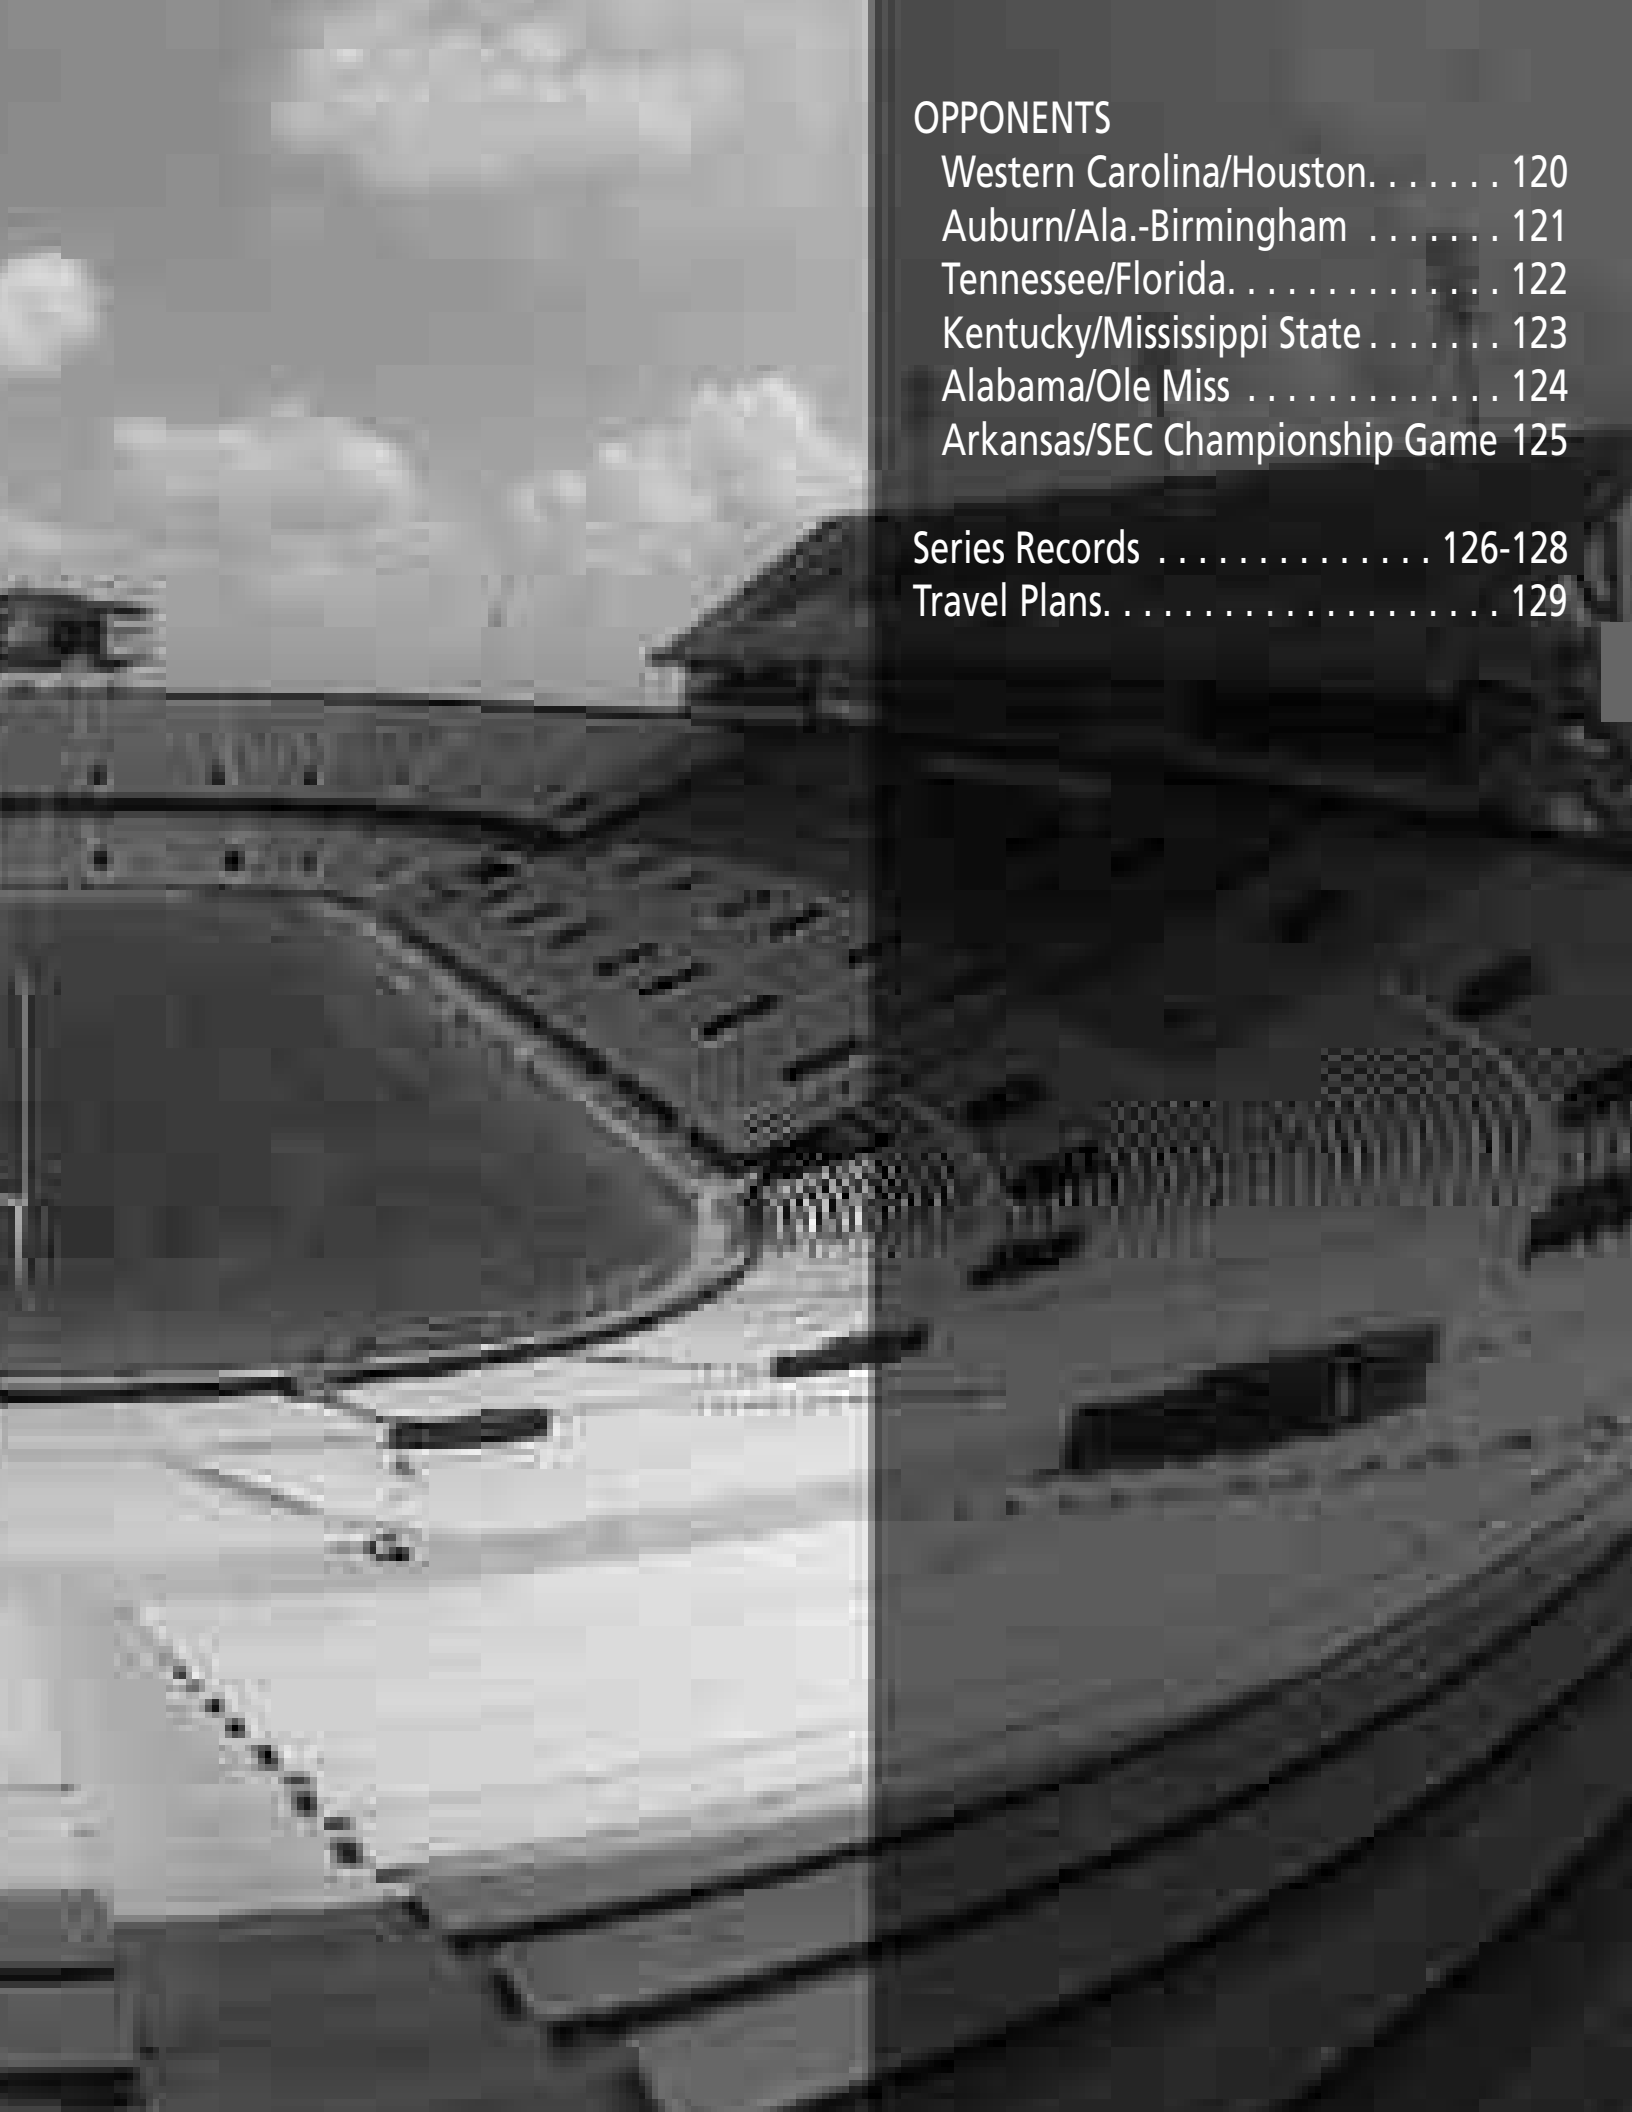 OPPONENTS
Western Carolina/Houston. . . . . . . 120
Auburn/Ala.-Birmingham . . . . . . . 121
Tennessee/Florida. . . . . . . . . . . . . . 122
Kentucky/Mississippi State . . . . . . . 123
Alabama/Ole Miss . . . . . . . . . . . . . 124
Arkansas/SEC Championship Game 125
Series Records . . . . . . . . . . . . . . 126-128
Travel Plans. . . . . . . . . . . . . . . . . . . . 129